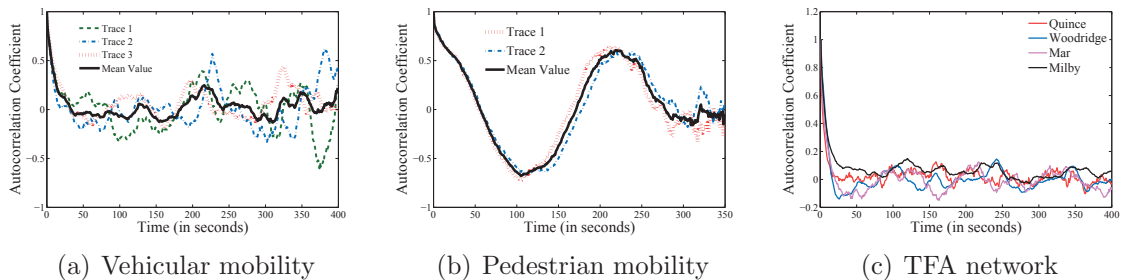 Autocorrelation Coefficient
1
0.5
0
−0.5
−1
Trace 1
Trace 2
Trace 3
Mean Value
0 50 100 150 200 250 300 350 400
Time (in seconds)
(a) Vehicular mobility
Autocorrelation Coefficient
1
0.5
0
−0.5
−1
Trace 1
Trace 2
Mean Value
0 50 100 150 200 250 300 350
Time (in seconds)
(b) Pedestrian mobility
Autocorrelation Coefficient
1.2
1
0.8
0.6
0.4
0.2
0
-0.2
Quince
Woodridge
Mar
Milby
0 50 100 150 200 250 300 350 400
Time (in seconds)
(c) TFA network